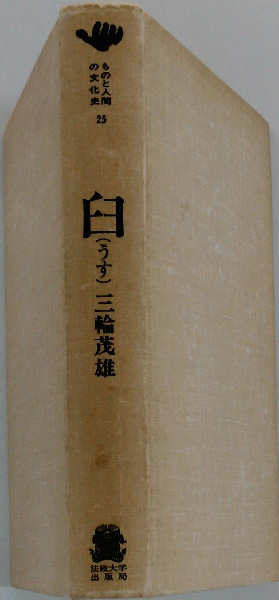 ものと人間
の文化史
25
臼(うす)三輪茂雄
法政大学
出版局